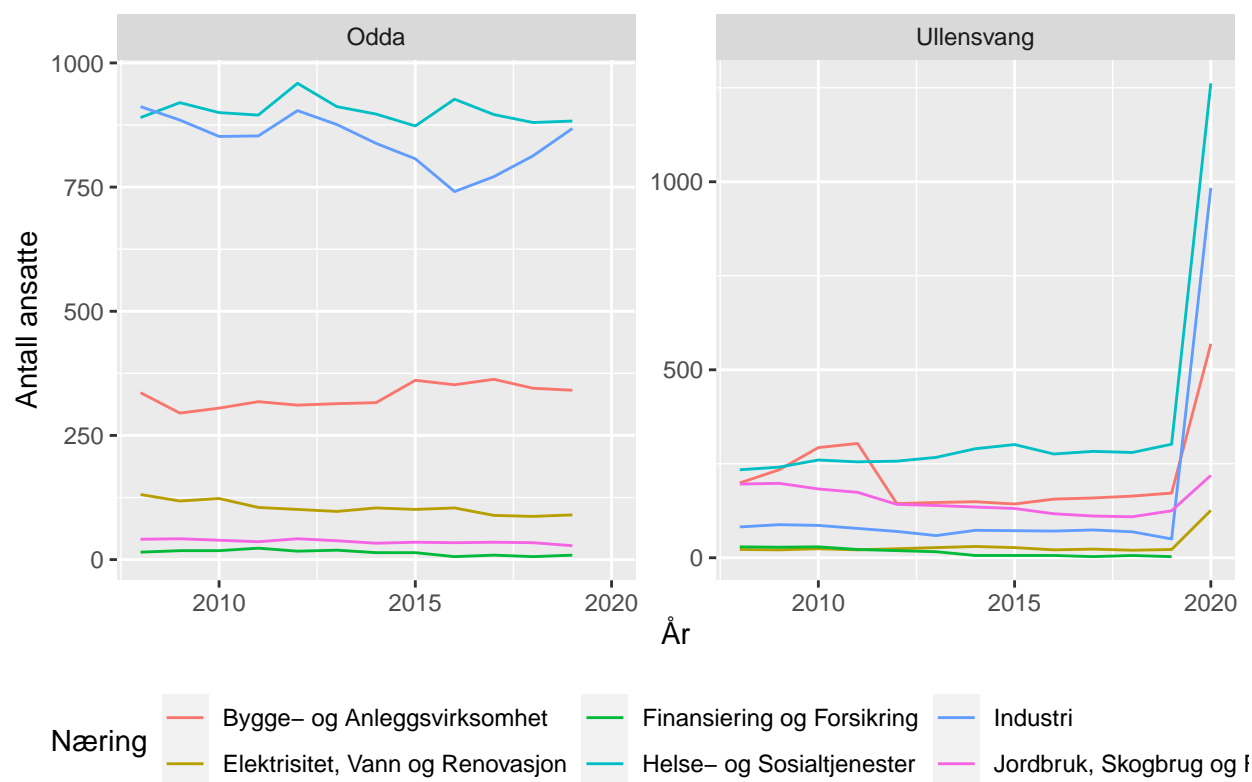 Odda
Ullensvang
1000
750
500
250
0
1000
500
0
Antall ansatte
2010
2015
2020
2010
2015
2020
År
Næring
Bygge– og Anleggsvirksomhet
Finansiering og Forsikring
Industri
Elektrisitet, Vann og Renovasjon
Helse– og Sosialtjenester
Jordbruk, Skogbrug og